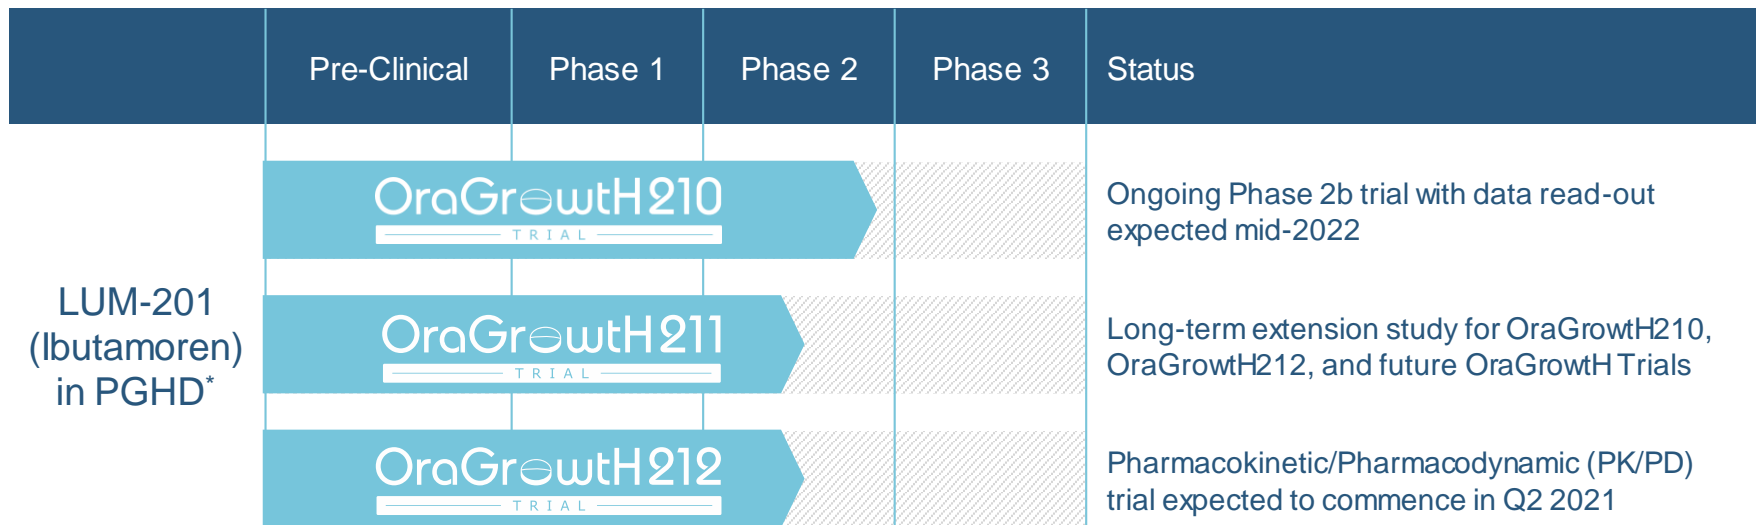 Pre-Clinical
Phase 1
Phase 2
Phase 3
Status
LUM-201
(Ibutamoren)
in PGHD*
OraGrowtH210
TRIAL
Ongoing Phase 2b trial with data read-out
expected mid-2022
OraGrowtH211
TRIAL
Long-term extension study for OraGrowtH210,
OraGrowtH212, and future OraGrowtH Trials
OraGrowtH212
TRIAL
Pharmacokinetic/Pharmacodynamic (PK/PD)
trial expected to commence in Q2 2021